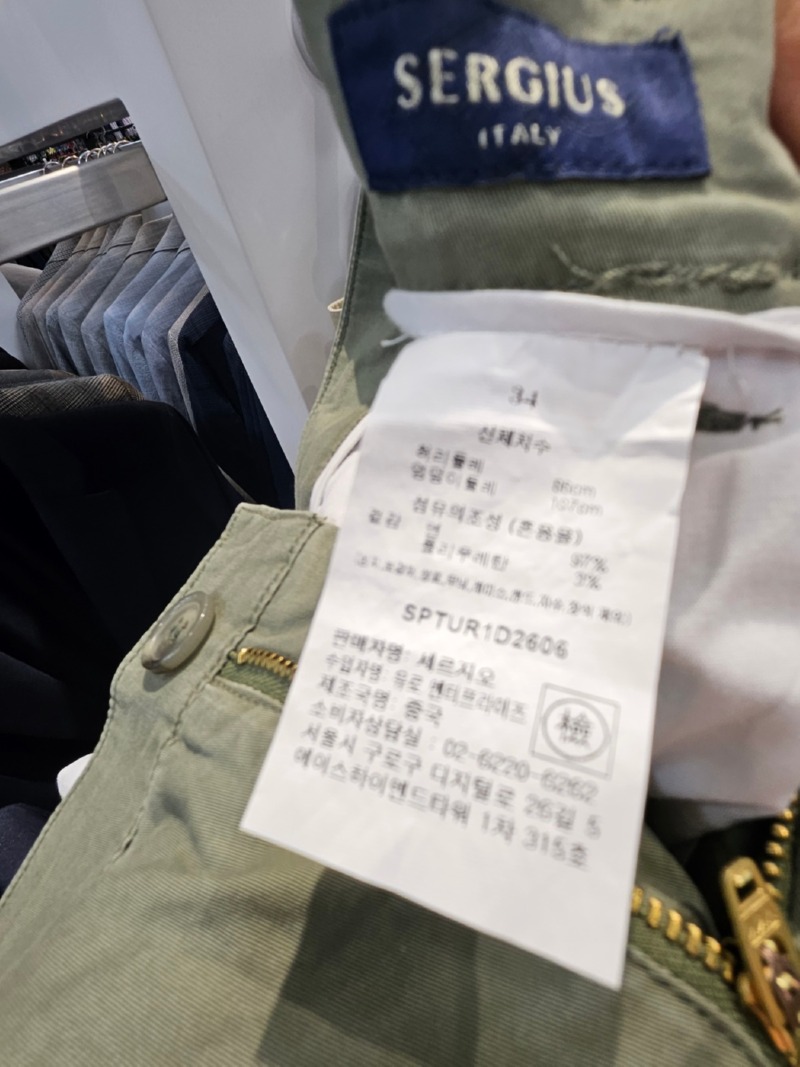 SERGIUS
ITALY
34
신체치수
허리둘레 86cm
엉덩이둘레 107cm
섬유의조성 (혼용율)
겉감 면 97%
폴리우레탄 3%
SPTUR1D2606
판매자명: 세르지오
수입자명: 엔터프라이즈
제조국명: 중국
소비자상담실 : 02-6220-6262
서울시 구로구 디지털로 26길 5
에이스하이엔드타워 1차 315호